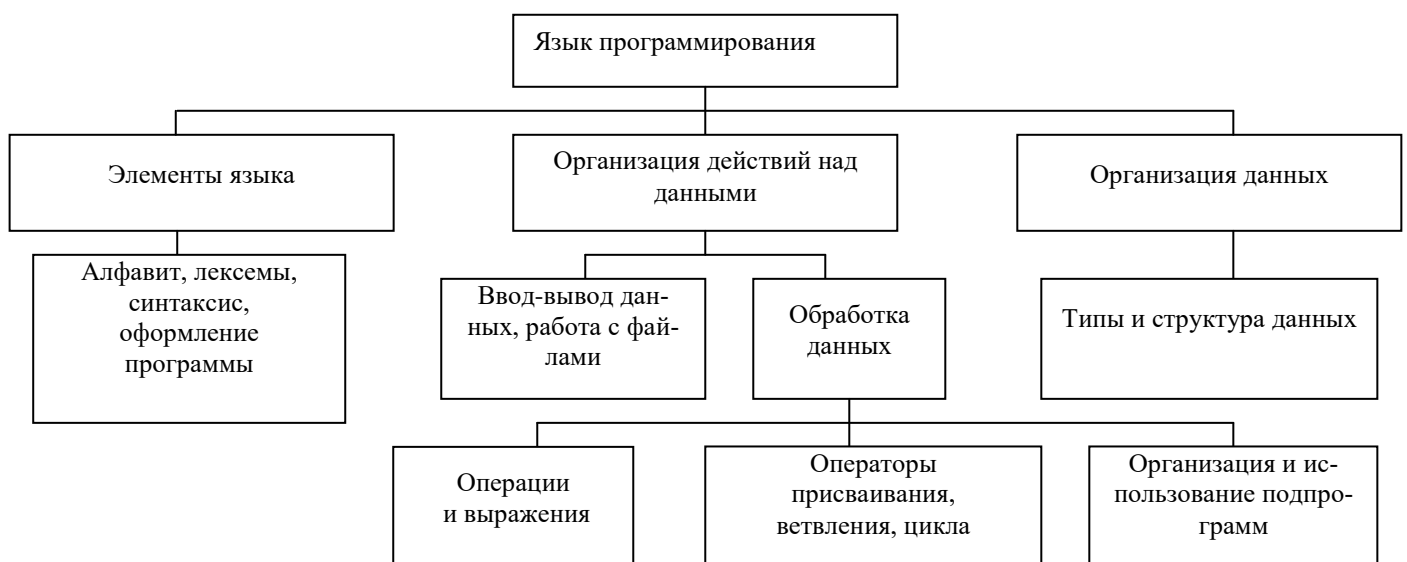 Язык программирования
Элементы языка
Организация действий над
данными
Организация данных
Алфавит, лексемы,
синтаксис,
оформление
программы
Ввод-вывод дан-
ных, работа с фай-
лами
Обработка
данных
Типы и структура данных
Операции
и выражения
Операторы
присваивания,
ветвления, цикла
Организация и ис-
пользование подпро-
грамм